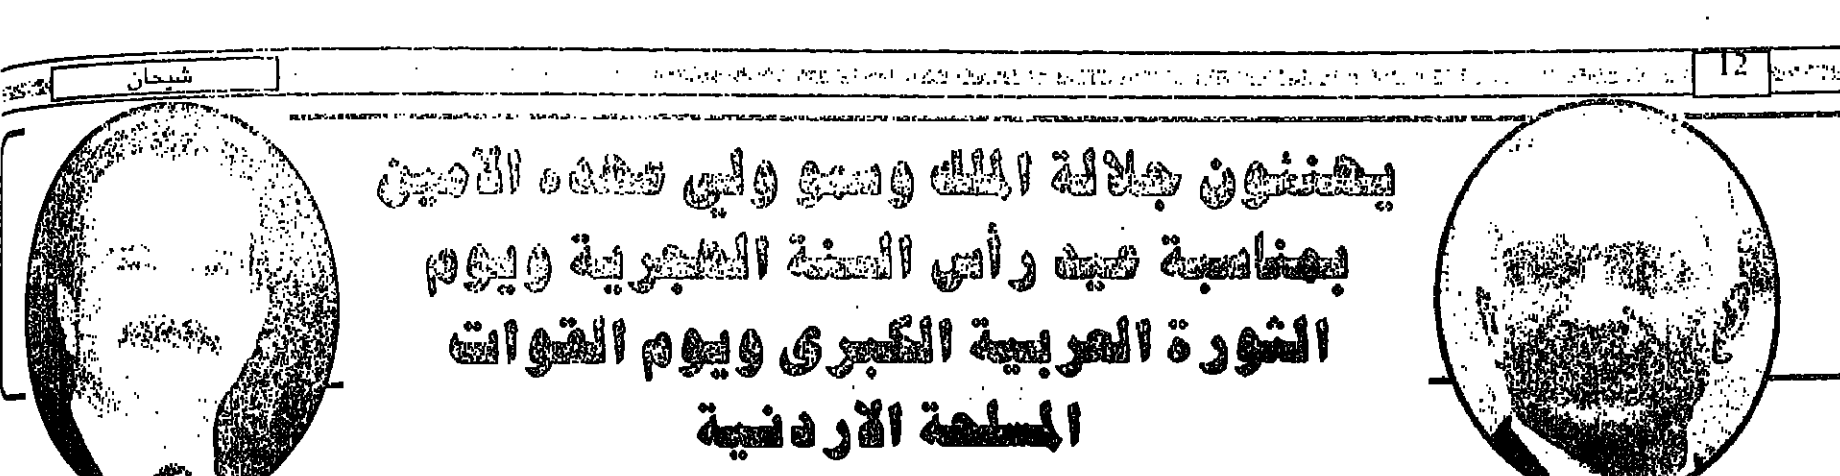 12
شيحان
يهنئون جلالة الملك وسمو ولي عهده الامين
بمناسبة عيد رأس السنة الهجرية ويوم
الثورة العربية الكبرى ويوم القوات
المسلحة الاردنية